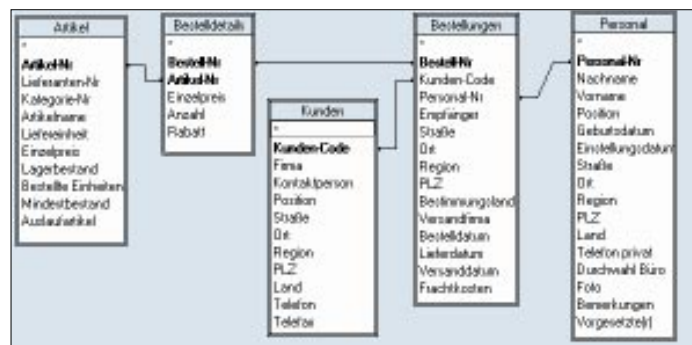 Artikel
*
Artikel-Nr
Lieferanten-Nr
Kategorie-Nr
Artikelname
Liefereinheit
Einzelpreis
Lagerbestand
Bestellte Einheiten
Mindestbestand
Auslaufartikel
Bestelldetails
*
Bestell-Nr
Artikel-Nr
Einzelpreis
Anzahl
Rabatt
Kunden
*
Kunden-Code
Firma
Kontaktperson
Position
Straße
Ort
Region
PLZ
Land
Telefon
Telefax
Bestellungen
*
Bestell-Nr
Kunden-Code
Personal-Nr
Empfänger
Straße
Ort
Region
PLZ
Bestimmungsland
Versandfirma
Bestelldatum
Lieferdatum
Versanddatum
Frachtkosten
Personal
*
Personal-Nr
Nachname
Vorname
Position
Geburtsdatum
Einstellungsdatum
Straße
Ort
Region
PLZ
Land
Telefon privat
Durchwahl Büro
Foto
Bemerkungen
Vorgesetzte(r)